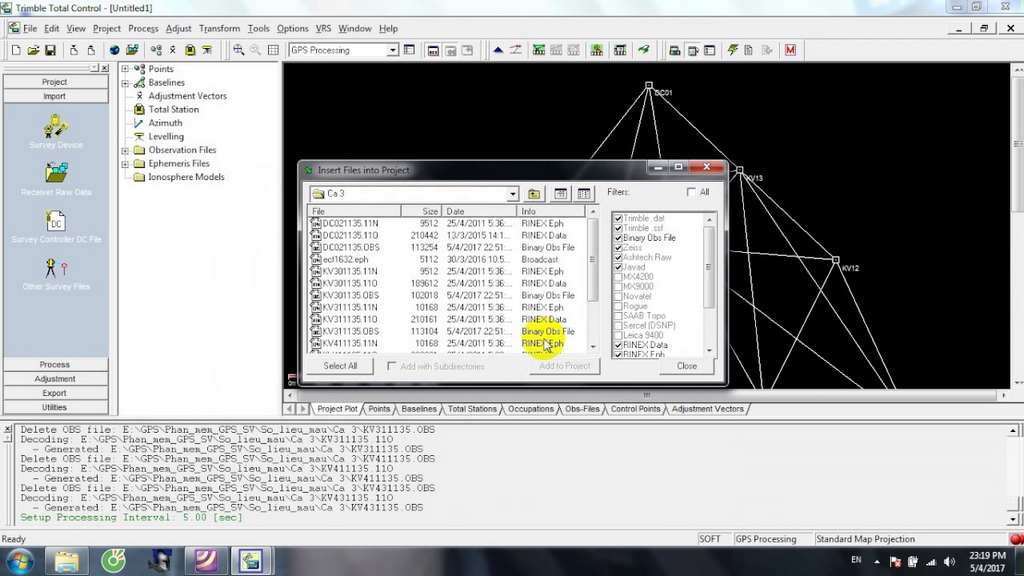 Trimble Total Control - [Untitled1]
File Edit View Project Process Adjust Transform Tools Options VRS Window Help
GPS Processing
Project
Import
Survey Device
Receiver Raw Data
DC
Survey Controller DC File
Other Survey Files
Process
Adjustment
Export
Utilities
Points
Baselines
Adjustment Vectors
Total Station
Azimuth
Levelling
Observation Files
Ephemeris Files
Ionosphere Models
DC01
KV13
KV12
Insert Files into Project
Ca 3
Filters: All
File Size Date Info
DC021135.11N 9512 25/4/2011 5:36:... RINEX Eph
DC021135.11O 210442 13/3/2015 14:1... RINEX Data
DC021135.OBS 113254 5/4/2017 22:51:... Binary Obs File
ecl1632.eph 5112 30/3/2016 10:5... Broadcast
KV301135.11N 9512 25/4/2011 5:36:... RINEX Eph
KV301135.11O 189612 25/4/2011 5:36:... RINEX Data
KV301135.OBS 102018 5/4/2017 22:51:... Binary Obs File
KV311135.11N 10168 25/4/2011 5:36:... RINEX Eph
KV311135.11O 210161 25/4/2011 5:36:... RINEX Data
KV311135.OBS 113104 5/4/2017 22:51:... Binary Obs File
KV411135.11N 10168 25/4/2011 5:36:... RINEX Eph
Trimble .dat
Trimble .ssf
Binary Obs File
Zeiss
Ashtech Raw
Javad
MX4200
MX9000
Novatel
Rogue
SAAB Topo
Sercel (DSNP)
Leica 9400
RINEX Data
RINEX Eph
Select All Add with Subdirectories Add to Project Close
Project Plot Points Baselines Total Stations Occupations Obs-Files Control Points Adjustment Vectors
Delete OBS file: E:\GPS\Phan_mem_GPS_SV\So_lieu_mau\Ca 3\KV311135.OBS
Decoding: E:\GPS\Phan_mem_GPS_SV\So_lieu_mau\Ca 3\KV311135.11O
- Generated: E:\GPS\Phan_mem_GPS_SV\So_lieu_mau\Ca 3\KV311135.OBS
Delete OBS file: E:\GPS\Phan_mem_GPS_SV\So_lieu_mau\Ca 3\KV411135.OBS
Decoding: E:\GPS\Phan_mem_GPS_SV\So_lieu_mau\Ca 3\KV411135.11O
- Generated: E:\GPS\Phan_mem_GPS_SV\So_lieu_mau\Ca 3\KV411135.OBS
Delete OBS file: E:\GPS\Phan_mem_GPS_SV\So_lieu_mau\Ca 3\KV431135.OBS
Decoding: E:\GPS\Phan_mem_GPS_SV\So_lieu_mau\Ca 3\KV431135.11O
- Generated: E:\GPS\Phan_mem_GPS_SV\So_lieu_mau\Ca 3\KV431135.OBS
Setup Processing Interval: 5.00 [sec]
Ready SOFT GPS Processing Standard Map Projection
EN 23:19 PM
5/4/2017